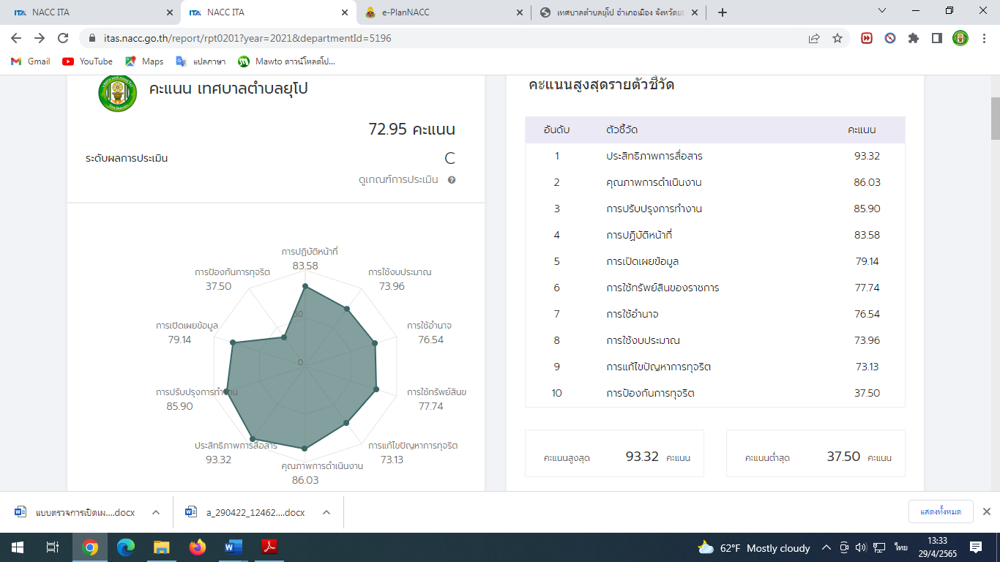 NACC ITA
NACC ITA
e-PlanNACC
เทศบาลตำบลยุโป อำเภอเมือง จังหวัดยะ
itas.nacc.go.th/report/rpt0201?year=2021&departmentId=5196
Gmail YouTube Maps แปลภาษา Mawto ดาวน์โหลดโป...
คะแนน เทศบาลตำบลยุโป
72.95 คะแนน
ระดับผลการประเมิน C
ดูเกณฑ์การประเมิน
การปฏิบัติหน้าที่
83.58
การใช้งบประมาณ
73.96
การใช้อำนาจ
76.54
การใช้ทรัพย์สินข
77.74
การแก้ไขปัญหาการทุจริต
73.13
คุณภาพการดำเนินงาน
86.03
ประสิทธิภาพการสื่อสาร
93.32
การปรับปรุงการทำงาน
85.90
การเปิดเผยข้อมูล
79.14
การป้องกันการทุจริต
37.50
50
0
คะแนนสูงสุดรายตัวชี้วัด
อันดับ ตัวชี้วัด คะแนน
1 ประสิทธิภาพการสื่อสาร 93.32
2 คุณภาพการดำเนินงาน 86.03
3 การปรับปรุงการทำงาน 85.90
4 การปฏิบัติหน้าที่ 83.58
5 การเปิดเผยข้อมูล 79.14
6 การใช้ทรัพย์สินของราชการ 77.74
7 การใช้อำนาจ 76.54
8 การใช้งบประมาณ 73.96
9 การแก้ไขปัญหาการทุจริต 73.13
10 การป้องกันการทุจริต 37.50
คะแนนสูงสุด 93.32 คะแนน
คะแนนต่ำสุด 37.50 คะแนน
แบบตรวจการเปิดเผ....docx
a_290422_12462....docx
แสดงทั้งหมด
62°F Mostly cloudy
ไทย
13:33
29/4/2565